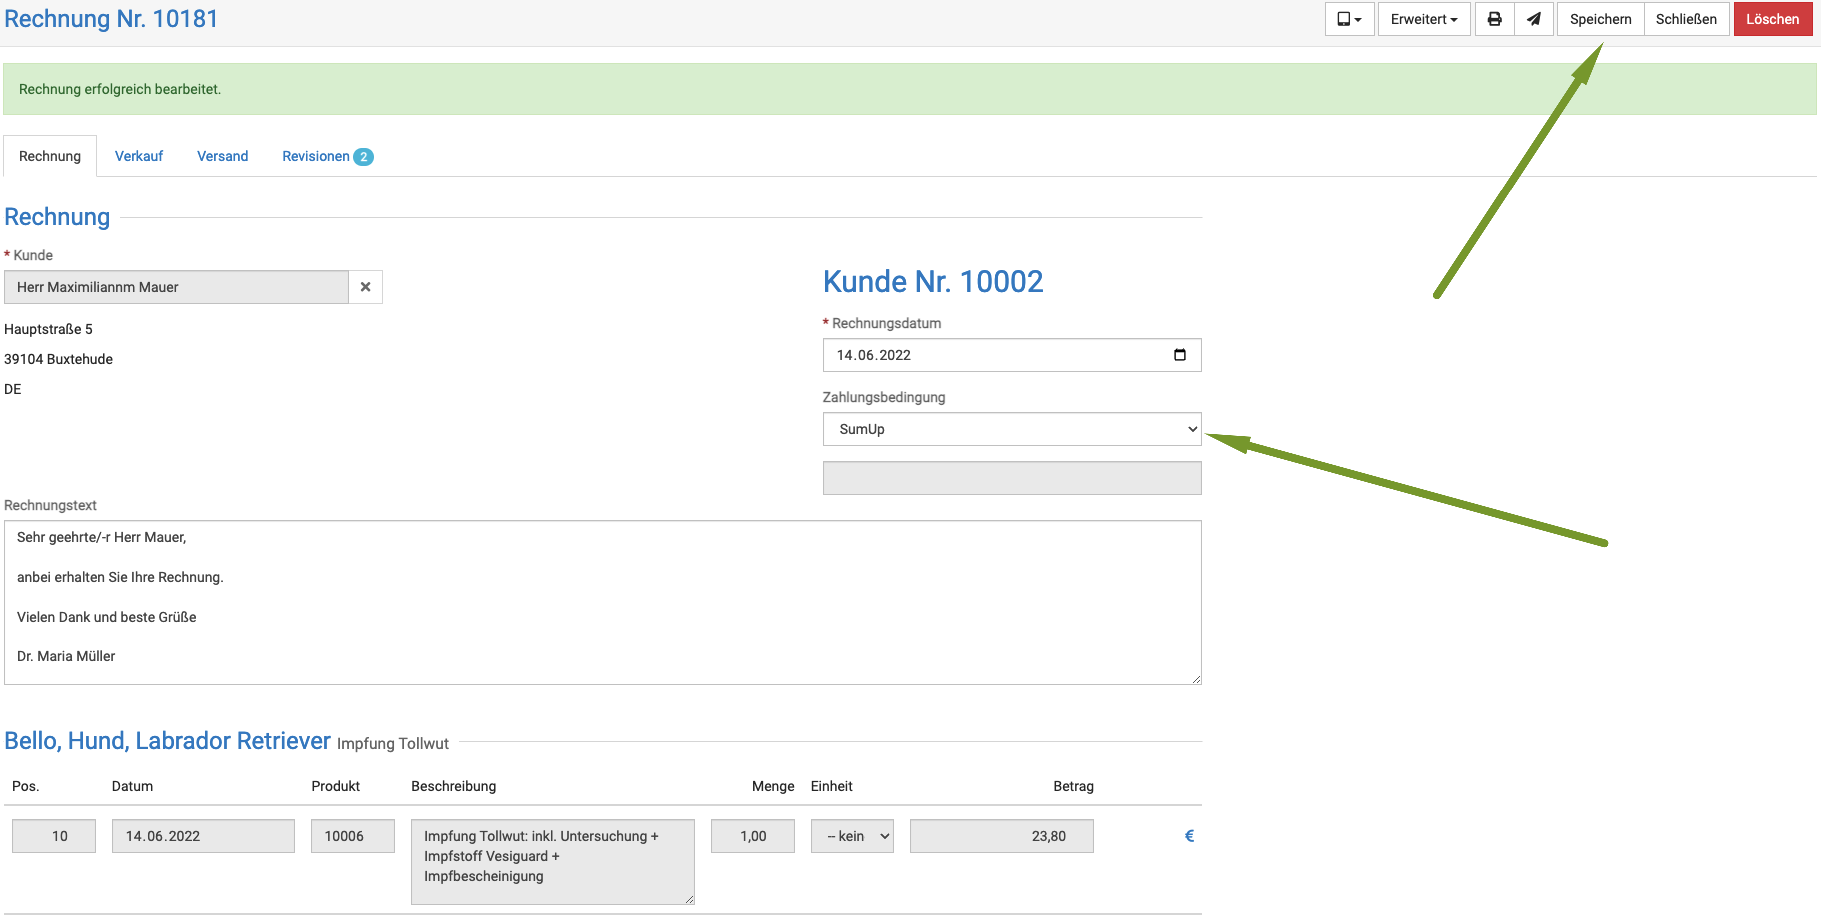 Rechnung Nr. 10181
Erweitert
Speichern
Schließen
Löschen
Rechnung erfolgreich bearbeitet.
Rechnung
Verkauf
Versand
Revisionen 2
Rechnung
* Kunde
Herr Maximiliannm Mauer
Hauptstraße 5
39104 Buxtehude
DE
Kunde Nr. 10002
* Rechnungsdatum
14.06.2022
Zahlungsbedingung
SumUp
Rechnungstext
Sehr geehrte/-r Herr Mauer,
anbei erhalten Sie Ihre Rechnung.
Vielen Dank und beste Grüße
Dr. Maria Müller
Bello, Hund, Labrador Retriever Impfung Tollwut
Pos. Datum Produkt Beschreibung Menge Einheit Betrag
10 14.06.2022 10006 Impfung Tollwut: inkl. Untersuchung + 1,00 -- kein 23,80 €
Impfstoff Vesiguard +
Impfbescheinigung